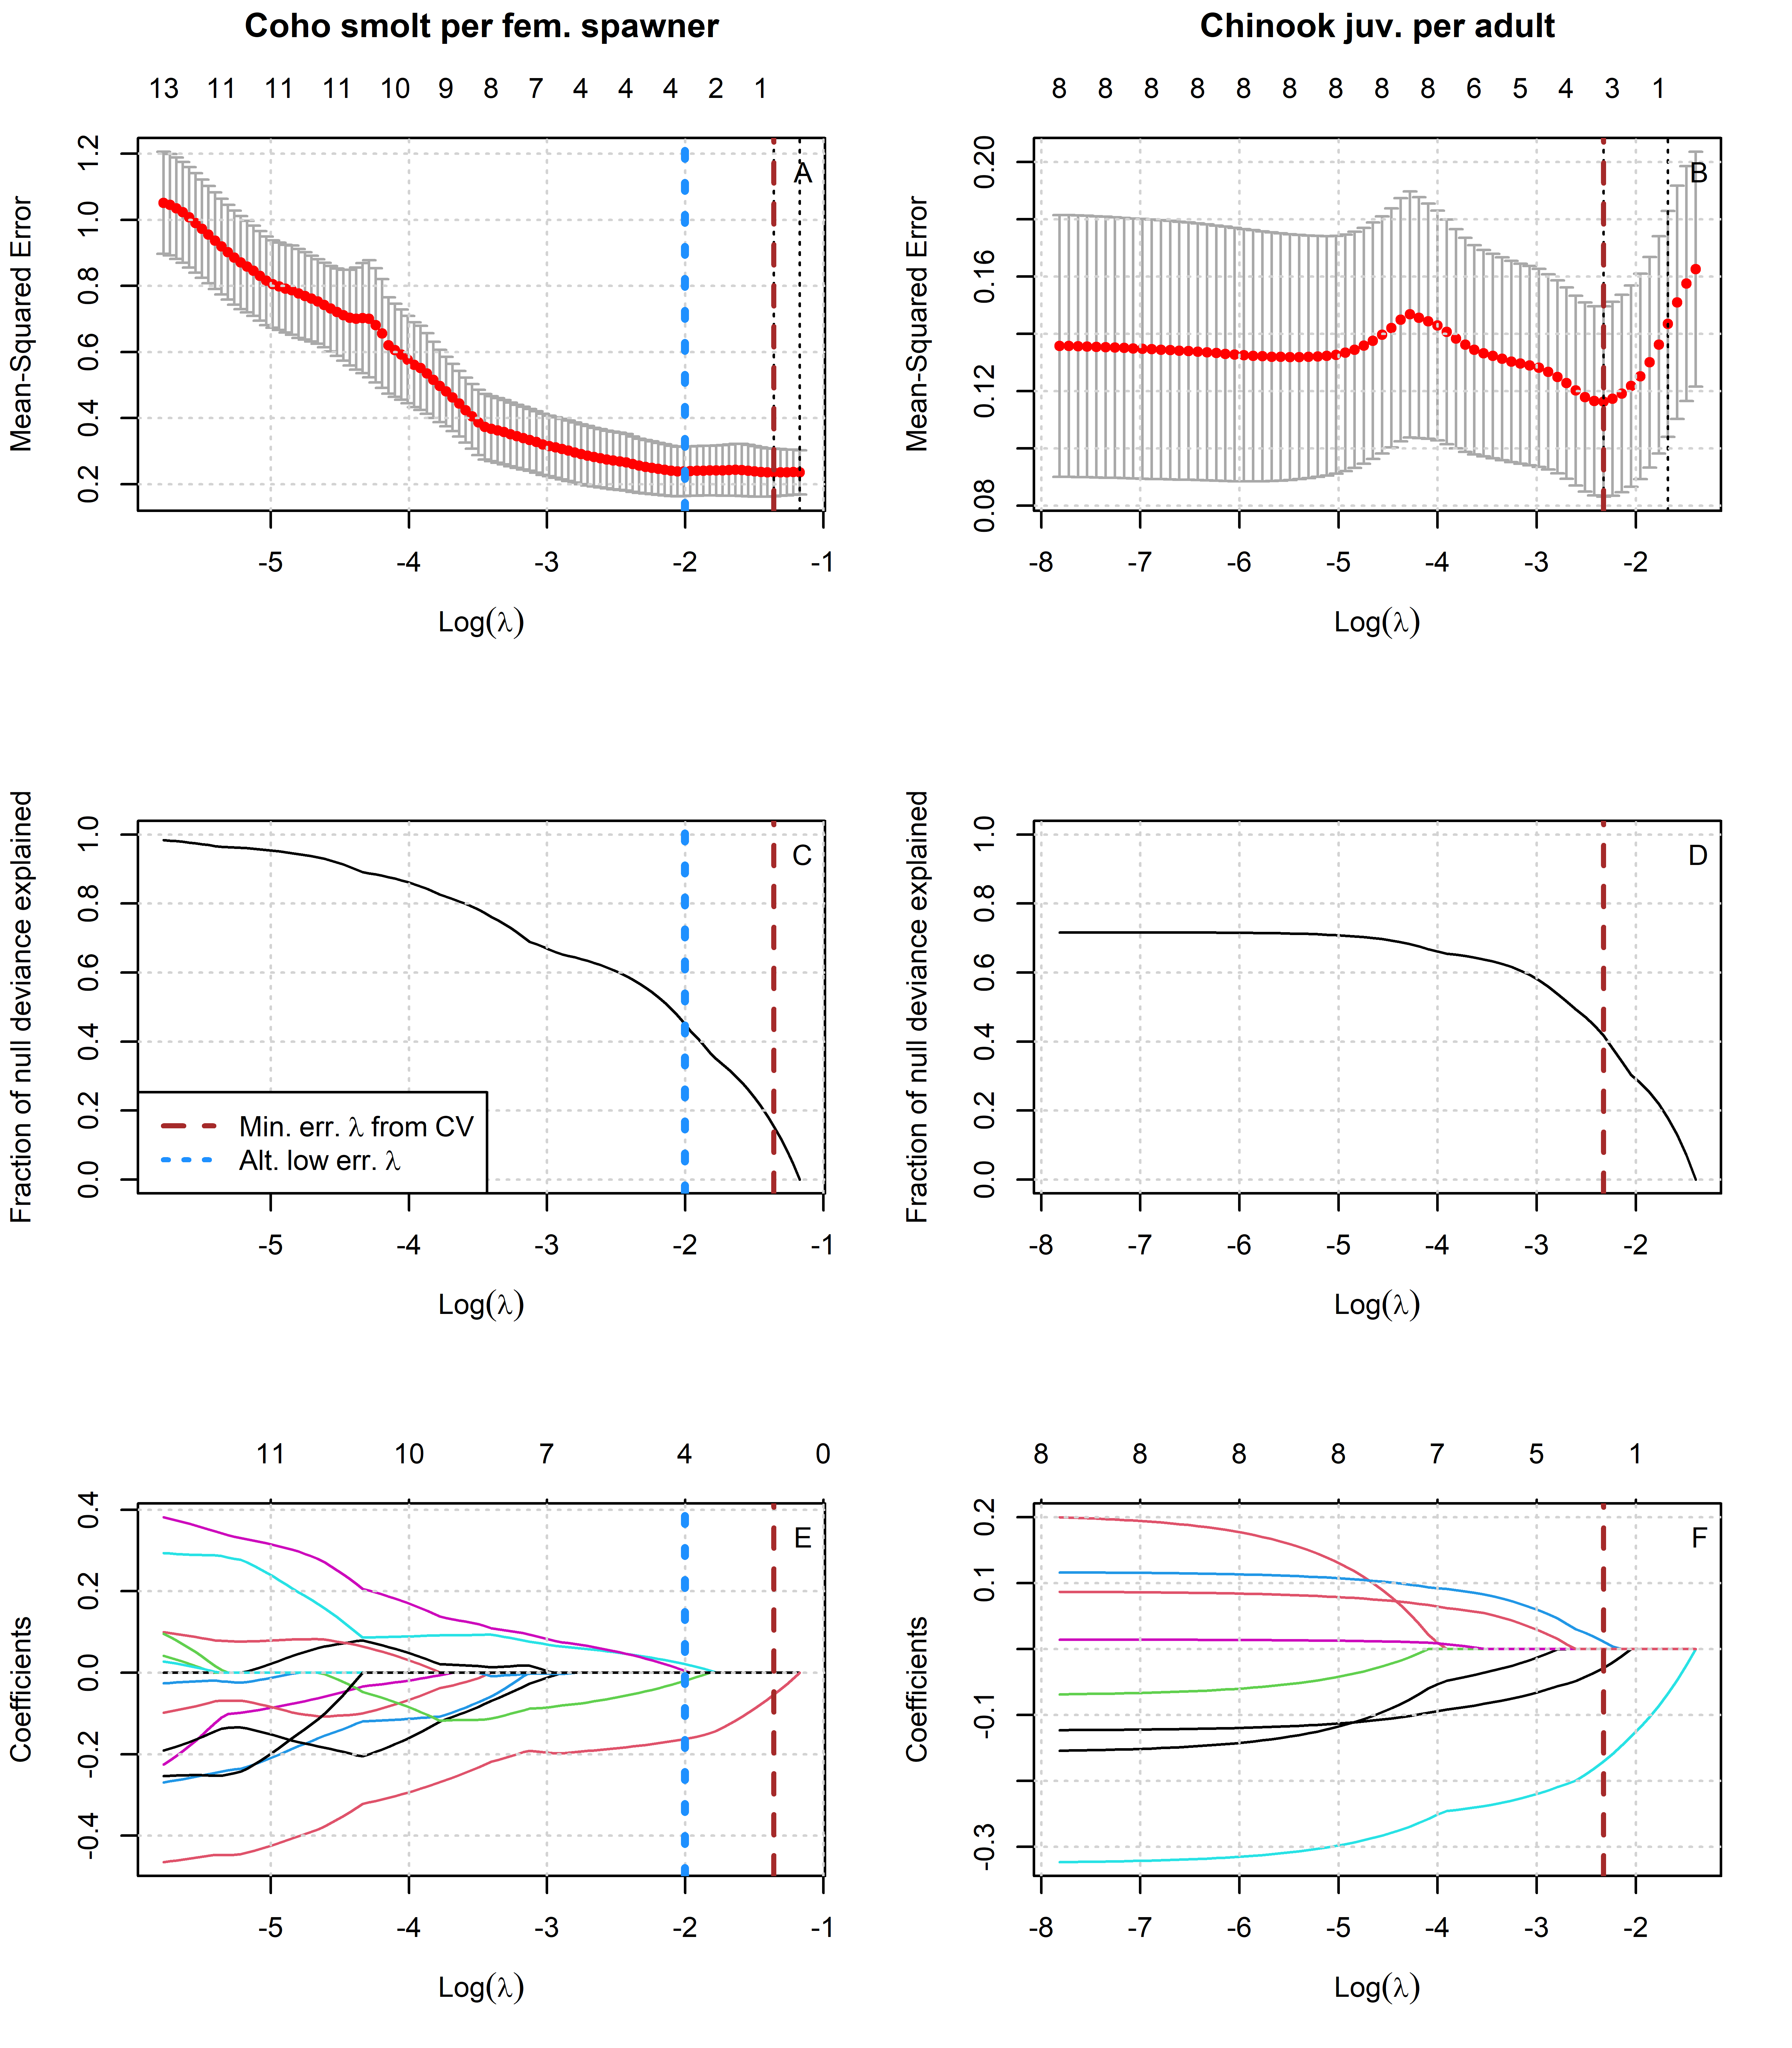 Coho smolt per fem. spawner
Chinook juv. per adult
13 11 11 11 10 9 8 7 4 4 4 2 1
8 8 8 8 8 8 8 8 8 6 5 4 3 1
Mean-Squared Error
0.2 0.4 0.6 0.8 1.0 1.2
A
-5 -4 -3 -2 -1
Log(λ)
Mean-Squared Error
0.08 0.12 0.16 0.20
B
-8 -7 -6 -5 -4 -3 -2
Log(λ)
Fraction of null deviance explained
0.0 0.2 0.4 0.6 0.8 1.0
C
Min. err. λ from CV
Alt. low err. λ
-5 -4 -3 -2 -1
Log(λ)
Fraction of null deviance explained
0.0 0.2 0.4 0.6 0.8 1.0
D
-8 -7 -6 -5 -4 -3 -2
Log(λ)
11 10 7 4 0
Coefficients
-0.4 -0.2 0.0 0.2 0.4
E
-5 -4 -3 -2 -1
Log(λ)
8 8 8 8 7 5 1
Coefficients
-0.3 -0.1 0.1 0.2
F
-8 -7 -6 -5 -4 -3 -2
Log(λ)